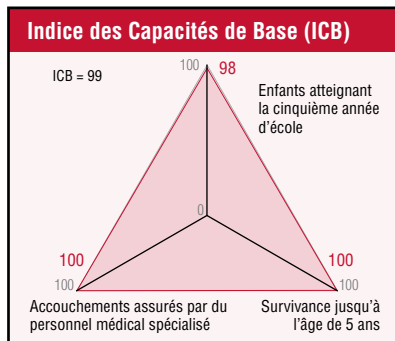 Indice des Capacités de Base (ICB)
ICB = 99
100
98
Enfants atteignant
la cinquième année
d'école
0
100
100
100
100
Accouchements assurés par du
personnel médical spécialisé
Survivance jusqu'à
l'âge de 5 ans